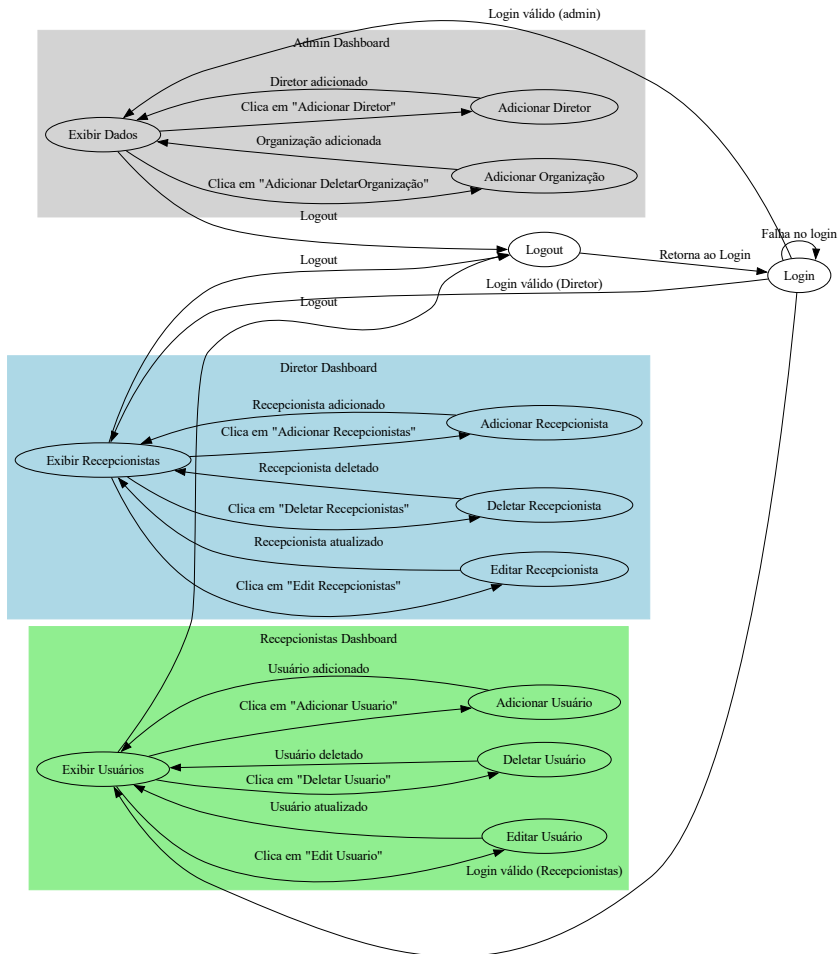 Login válido (admin)
Admin Dashboard
Diretor adicionado
Clica em "Adicionar Diretor"
Adicionar Diretor
Exibir Dados
Organização adicionada
Clica em "Adicionar DeletarOrganização"
Adicionar Organização
Logout
Logout
Falha no login
Logout
Retorna ao Login
Login
Login válido (Diretor)
Logout
Diretor Dashboard
Recepcionista adicionado
Clica em "Adicionar Recepcionistas"
Adicionar Recepcionista
Exibir Recepcionistas
Recepcionista deletado
Clica em "Deletar Recepcionistas"
Deletar Recepcionista
Recepcionista atualizado
Editar Recepcionista
Clica em "Edit Recepcionistas"
Recepcionistas Dashboard
Usuário adicionado
Clica em "Adicionar Usuario"
Adicionar Usuário
Exibir Usuários
Usuário deletado
Deletar Usuário
Clica em "Deletar Usuario"
Usuário atualizado
Editar Usuário
Clica em "Edit Usuario"
Login válido (Recepcionistas)